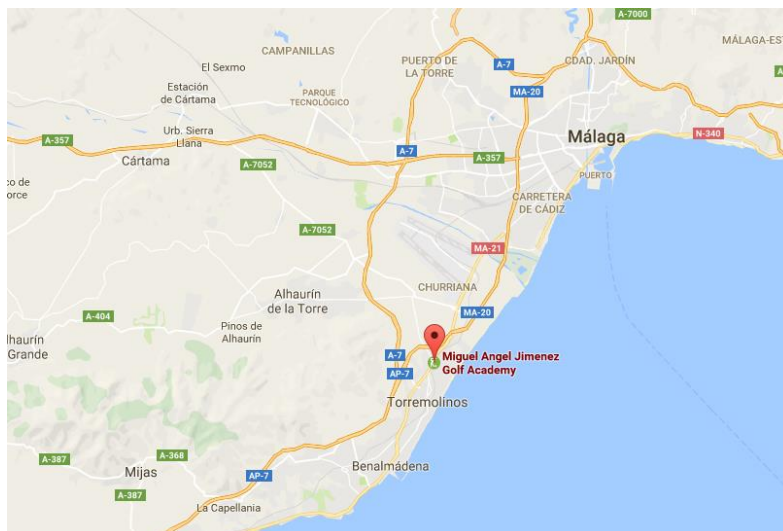 A-7000
CAMPANILLAS
PUERTO DE
LA TORRE
A-7
CDAD. JARDÍN
MÁLAGA-ES
El Sexmo
A-7
Estación
de Cártama
PARQUE
TECNOLÓGICO
MA-20
Urb. Sierra
Llana
A-357
Cártama
A-7
A-357
Málaga
N-340
A-7052
PUERTO
CARRETERA
DE CÁDIZ
A-7052
MA-21
CHURRIANA
Alhaurín
de la Torre
A-404
Pinos de
Alhaurín
MA-20
lhaurín
Grande
A-7
AP-7
Miguel Angel Jimenez
Golf Academy
Torremolinos
A-387
A-368
Mijas
AP-7
Benalmádena
A-387
La Capellania